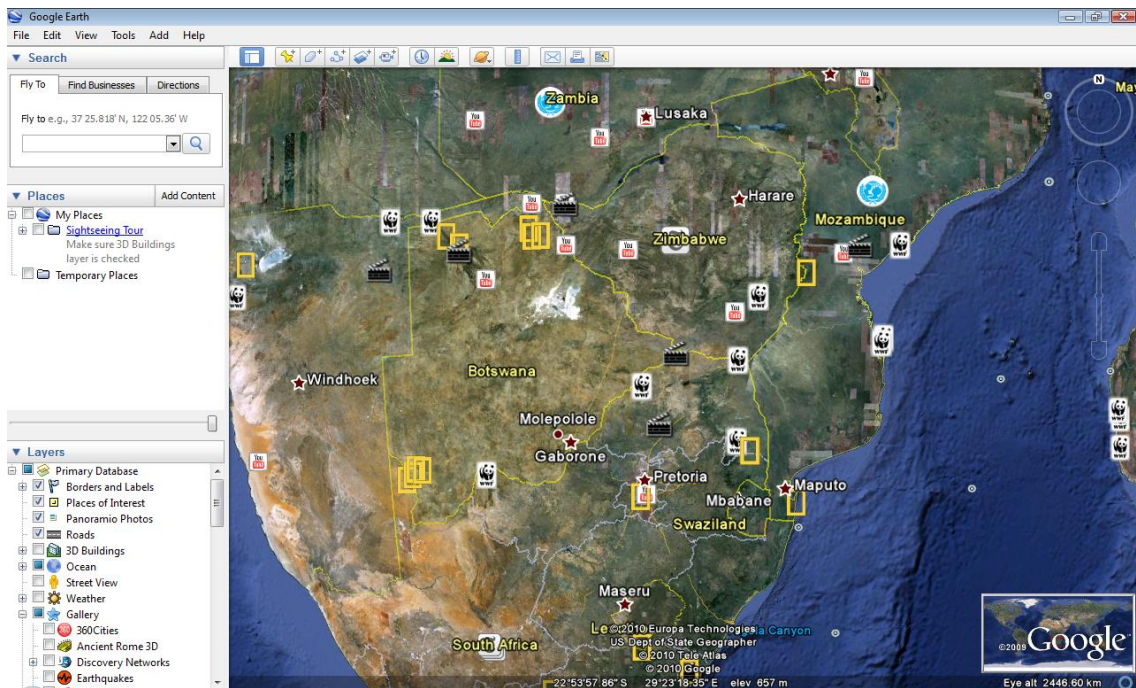 Google Earth
File Edit View Tools Add Help
Search
Fly To Find Businesses Directions
Fly to e.g., 37 25.818' N, 122 05.36' W
Places Add Content
My Places
Sightseeing Tour
Make sure 3D Buildings
layer is checked
Temporary Places
Layers
Primary Database
Borders and Labels
Places of Interest
Panoramio Photos
Roads
3D Buildings
Ocean
Street View
Weather
Gallery
360Cities
Ancient Rome 3D
Discovery Networks
Earthquakes
N
Zambia
Lusaka
Harare
Mozambique
Zimbabwe
Botswana
Windhoek
Molepolole
Gaborone
Pretoria
Maputo
Mbabane
Swaziland
Maseru
South Africa
You Tube
WWF
© 2010 Europa Technologies
US Dept of State Geographer
© 2010 Tele Atlas
© 2010 Google
Canyon
©2009 Google
22°53'57.86" S 29°23'18.35" E elev 657 m
Eye alt 2446.60 km